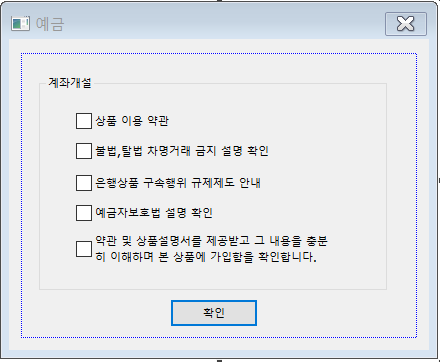 예금
계좌개설
상품 이용 약관
불법,탈법 차명거래 금지 설명 확인
은행상품 구속행위 규제제도 안내
예금자보호법 설명 확인
약관 및 상품설명서를 제공받고 그 내용을 충분
히 이해하며 본 상품에 가입함을 확인합니다.
확인